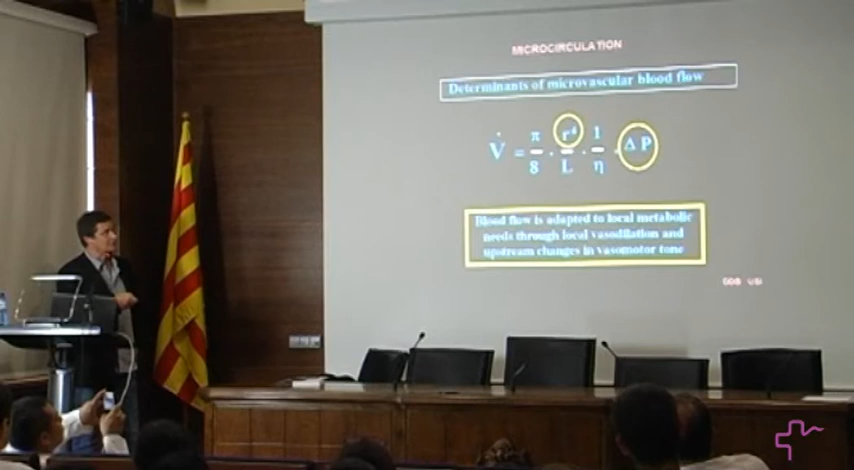 MICROCIRCULATION
Determinants of microvascular blood flow
V̇ = π/8 · r⁴/L · 1/η · Δ P
Blood flow is adapted to local metabolic
needs through local vasodilation and
upstream changes in vasomotor tone